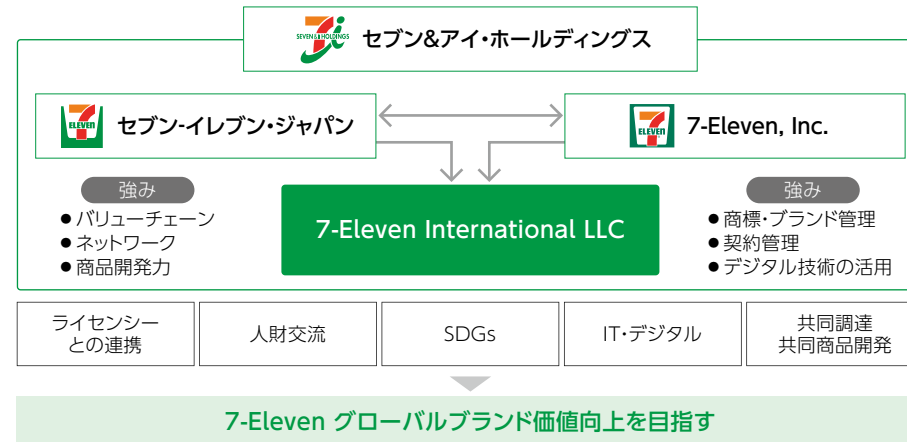 SEVEN&i HOLDINGS
セブン&アイ・ホールディングス
ELEVEN
セブン-イレブン・ジャパン
ELEVEN
7-Eleven, Inc.
強み
● バリューチェーン
● ネットワーク
● 商品開発力
7-Eleven International LLC
強み
● 商標・ブランド管理
● 契約管理
● デジタル技術の活用
ライセンシー
との連携
人財交流
SDGs
IT・デジタル
共同調達
共同商品開発
7-Eleven グローバルブランド価値向上を目指す